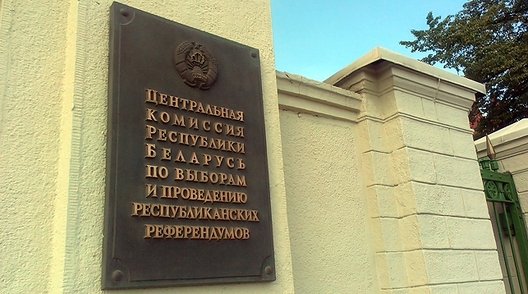 ЦЕНТРАЛЬНАЯ
КОМИССИЯ
РЕСПУБЛИКИ
БЕЛАРУСЬ
ПО ВЫБОРАМ
И ПРОВЕДЕНИЮ
РЕСПУБЛИКАНСКИХ
РЕФЕРЕНДУМОВ